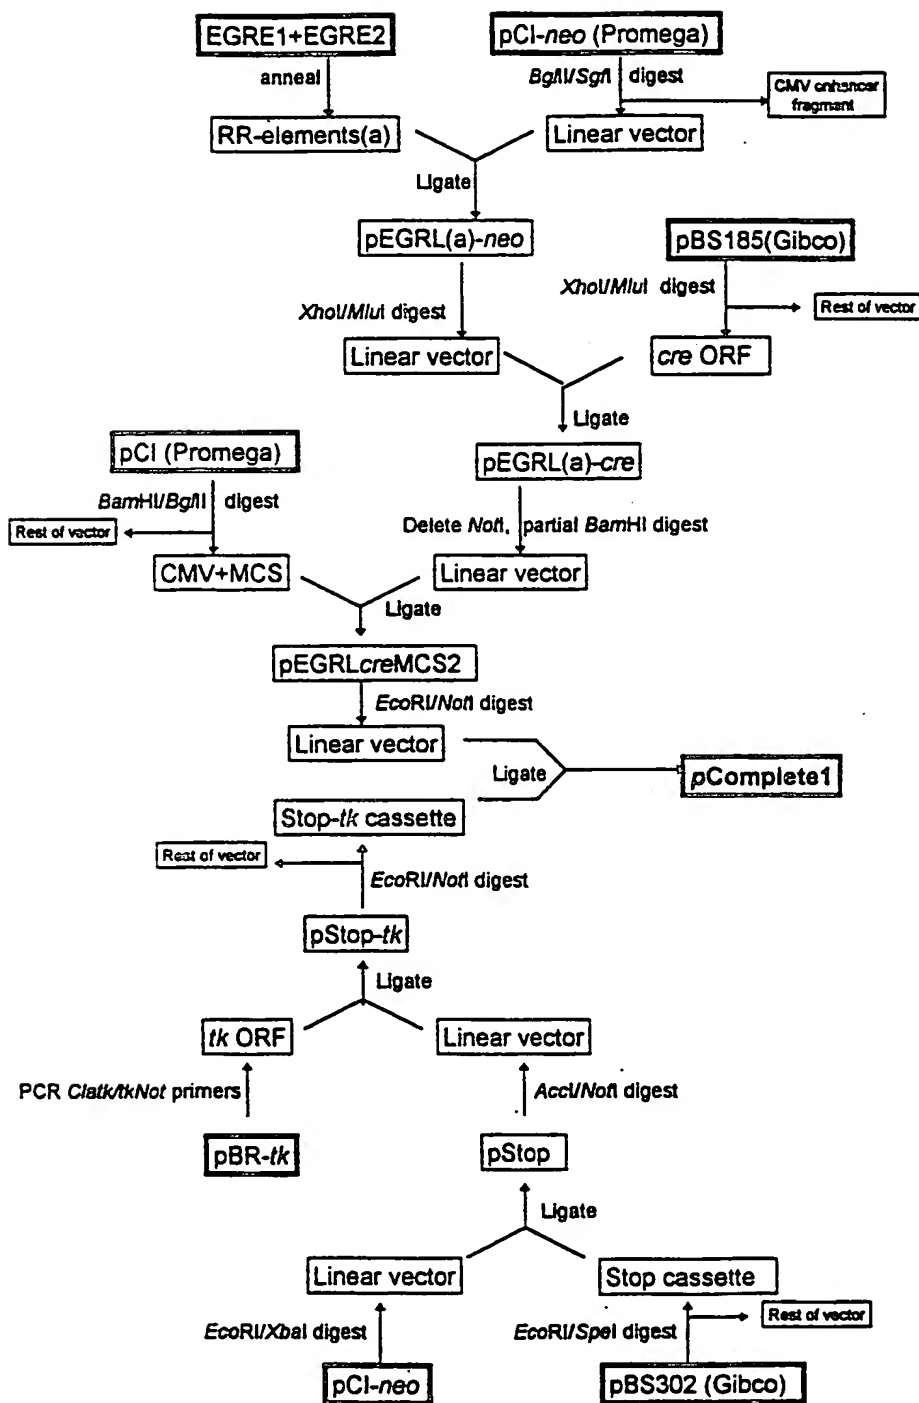 EGRE1+EGRE2
pCI-neo (Promega)
anneal
BglII/SgfI digest
CMV enhancer
fragment
RR-elements(a)
Linear vector
Ligate
pEGRL(a)-neo
pBS185(Gibco)
XhoI/MluI digest
XhoI/MluI digest
Rest of vector
Linear vector
cre ORF
Ligate
pCI (Promega)
pEGRL(a)-cre
BamHI/BglII digest
Rest of vector
Delete NotI, partial BamHI digest
CMV+MCS
Linear vector
Ligate
pEGRLcreMCS2
EcoRI/NotI digest
Linear vector
Ligate
pComplete1
Stop-tk cassette
Rest of vector
EcoRI/NotI digest
pStop-tk
Ligate
tk ORF
Linear vector
PCR Clatk/tkNot primers
AccI/NotI digest
pBR-tk
pStop
Ligate
Linear vector
Stop cassette
Rest of vector
EcoRI/XbaI digest
EcoRI/SpeI digest
pCI-neo
pBS302 (Gibco)